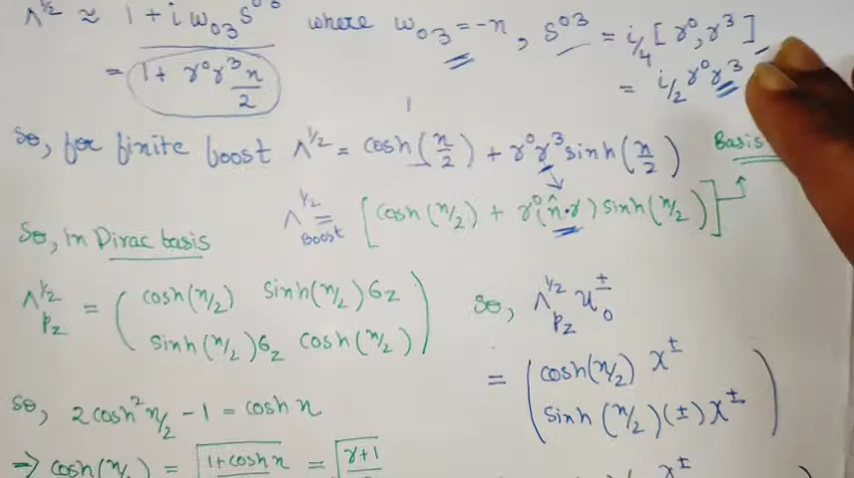 Λ^{1/2} ≈ 1 + i w_{03} S^{03} where w_{03} = -η, S^{03} = i/4 [γ^0, γ^3]
= 1 + γ^0γ^3 η/2 = i/2 γ^0γ^3
So, for finite boost Λ^{1/2} = cosh(η/2) + γ^0γ^3 sinh(η/2) Basis
Λ^{1/2}_{Boost} = [cosh(η/2) + γ^0(n̂·γ) sinh(η/2)]
So, in Dirac basis
Λ^{1/2}_{p_z} = ( cosh(η/2) sinh(η/2)σ_z
sinh(η/2)σ_z cosh(η/2) )
So, Λ^{1/2}_{p_z} u^±_0
= ( cosh(η/2) χ^±
sinh(η/2)(±)χ^± )
So, 2cosh^2 η/2 - 1 = cosh η
⇒ cosh(η/2) = √1+cosh η = √γ+1
χ^±